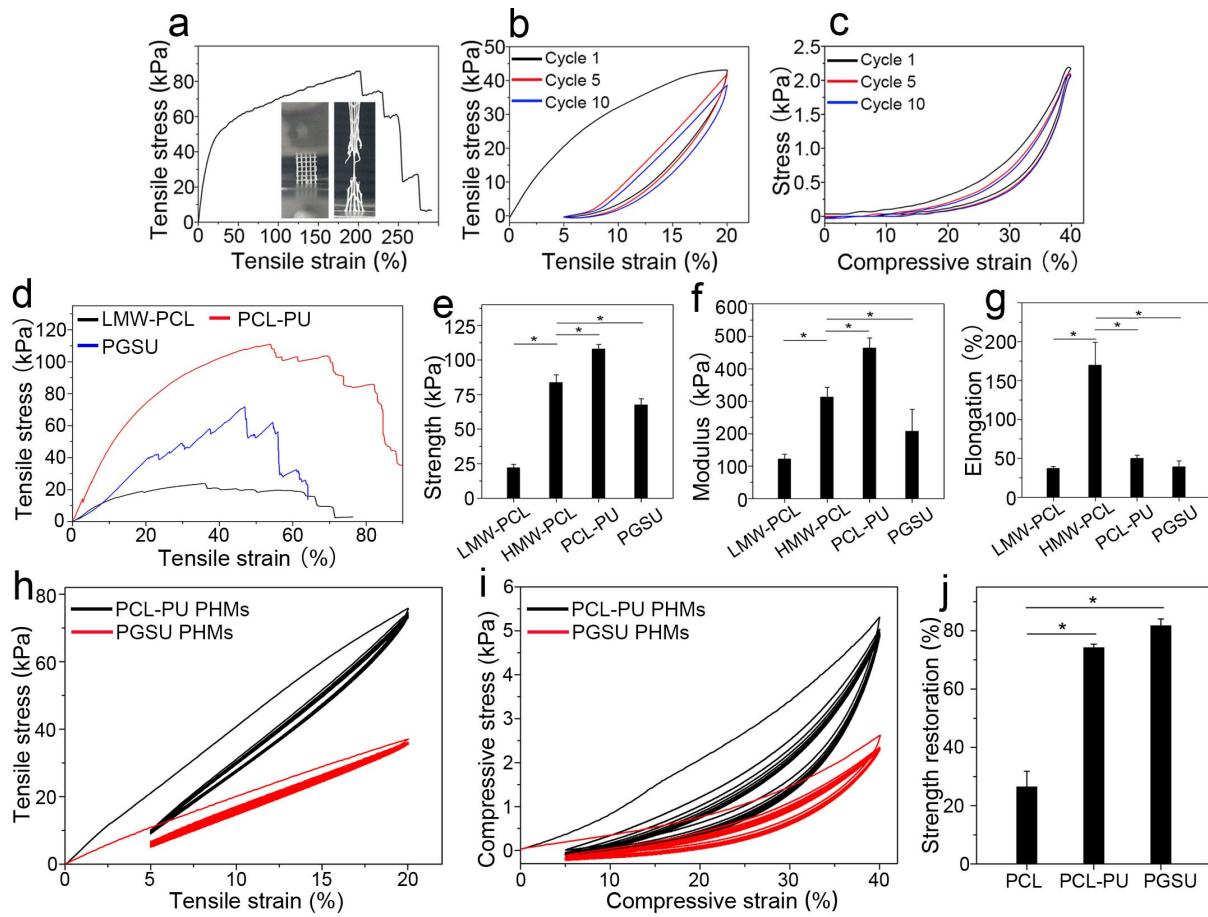 a
Tensile stress (kPa)
100
80
60
40
20
0
0 50 100 150 200 250
Tensile strain (%)
b
Tensile stress (kPa)
50
40
30
20
10
0
Cycle 1
Cycle 5
Cycle 10
0 5 10 15 20
Tensile strain (%)
c
Stress (kPa)
2.5
2.0
1.5
1.0
0.5
0.0
Cycle 1
Cycle 5
Cycle 10
0 10 20 30 40
Compressive strain (%)
d
Tensile stress (kPa)
120
100
80
60
40
20
0
LMW-PCL PCL-PU
PGSU
0 20 40 60 80
Tensile strain (%)
e
Strength (kPa)
125
100
75
50
25
0
* * *
LMW-PCL HMW-PCL PCL-PU PGSU
f
Modulus (kPa)
600
500
400
300
200
100
0
* * *
LMW-PCL HMW-PCL PCL-PU PGSU
g
Elongation (%)
200
150
100
50
0
* * *
LMW-PCL HMW-PCL PCL-PU PGSU
h
Tensile stress (kPa)
80
60
40
20
0
PCL-PU PHMs
PGSU PHMs
0 5 10 15 20
Tensile strain (%)
i
Compressive stress (kPa)
6
5
4
3
2
1
0
PCL-PU PHMs
PGSU PHMs
0 10 20 30 40
Compressive strain (%)
j
Strength restoration (%)
80
60
40
20
0
*
*
PCL PCL-PU PGSU